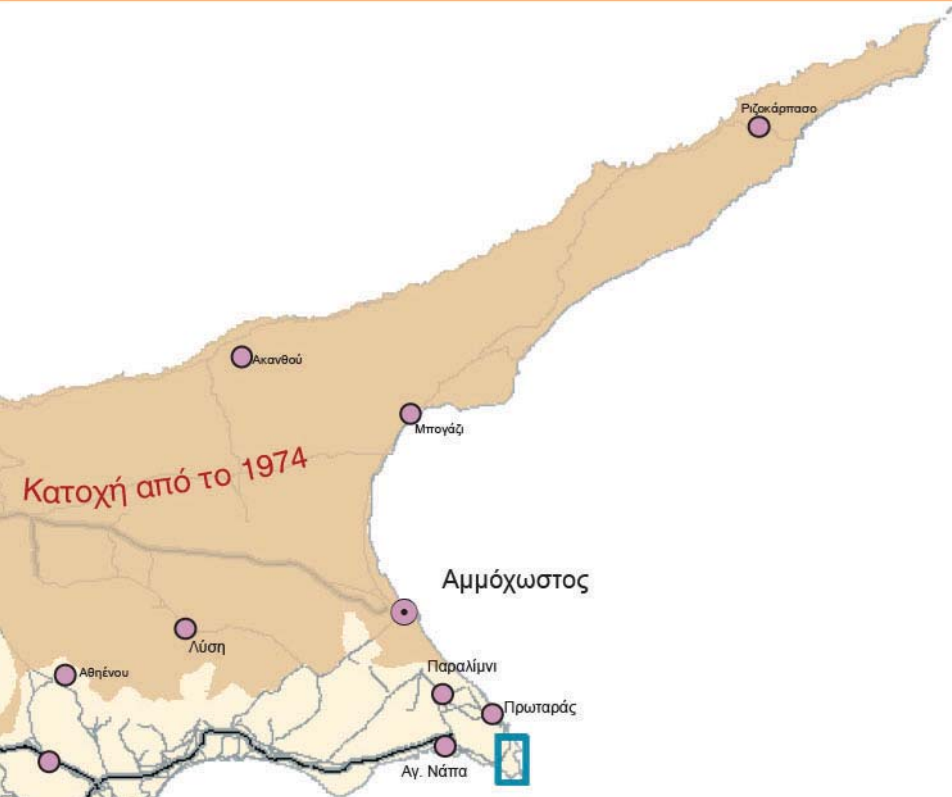 Ριζοκάρπασο
Ακανθού
Μπογάζι
Κατοχή από το 1974
Αμμόχωστος
Λύση
Αθηένου
Παραλίμνι
Πρωταράς
Αγ. Νάπα